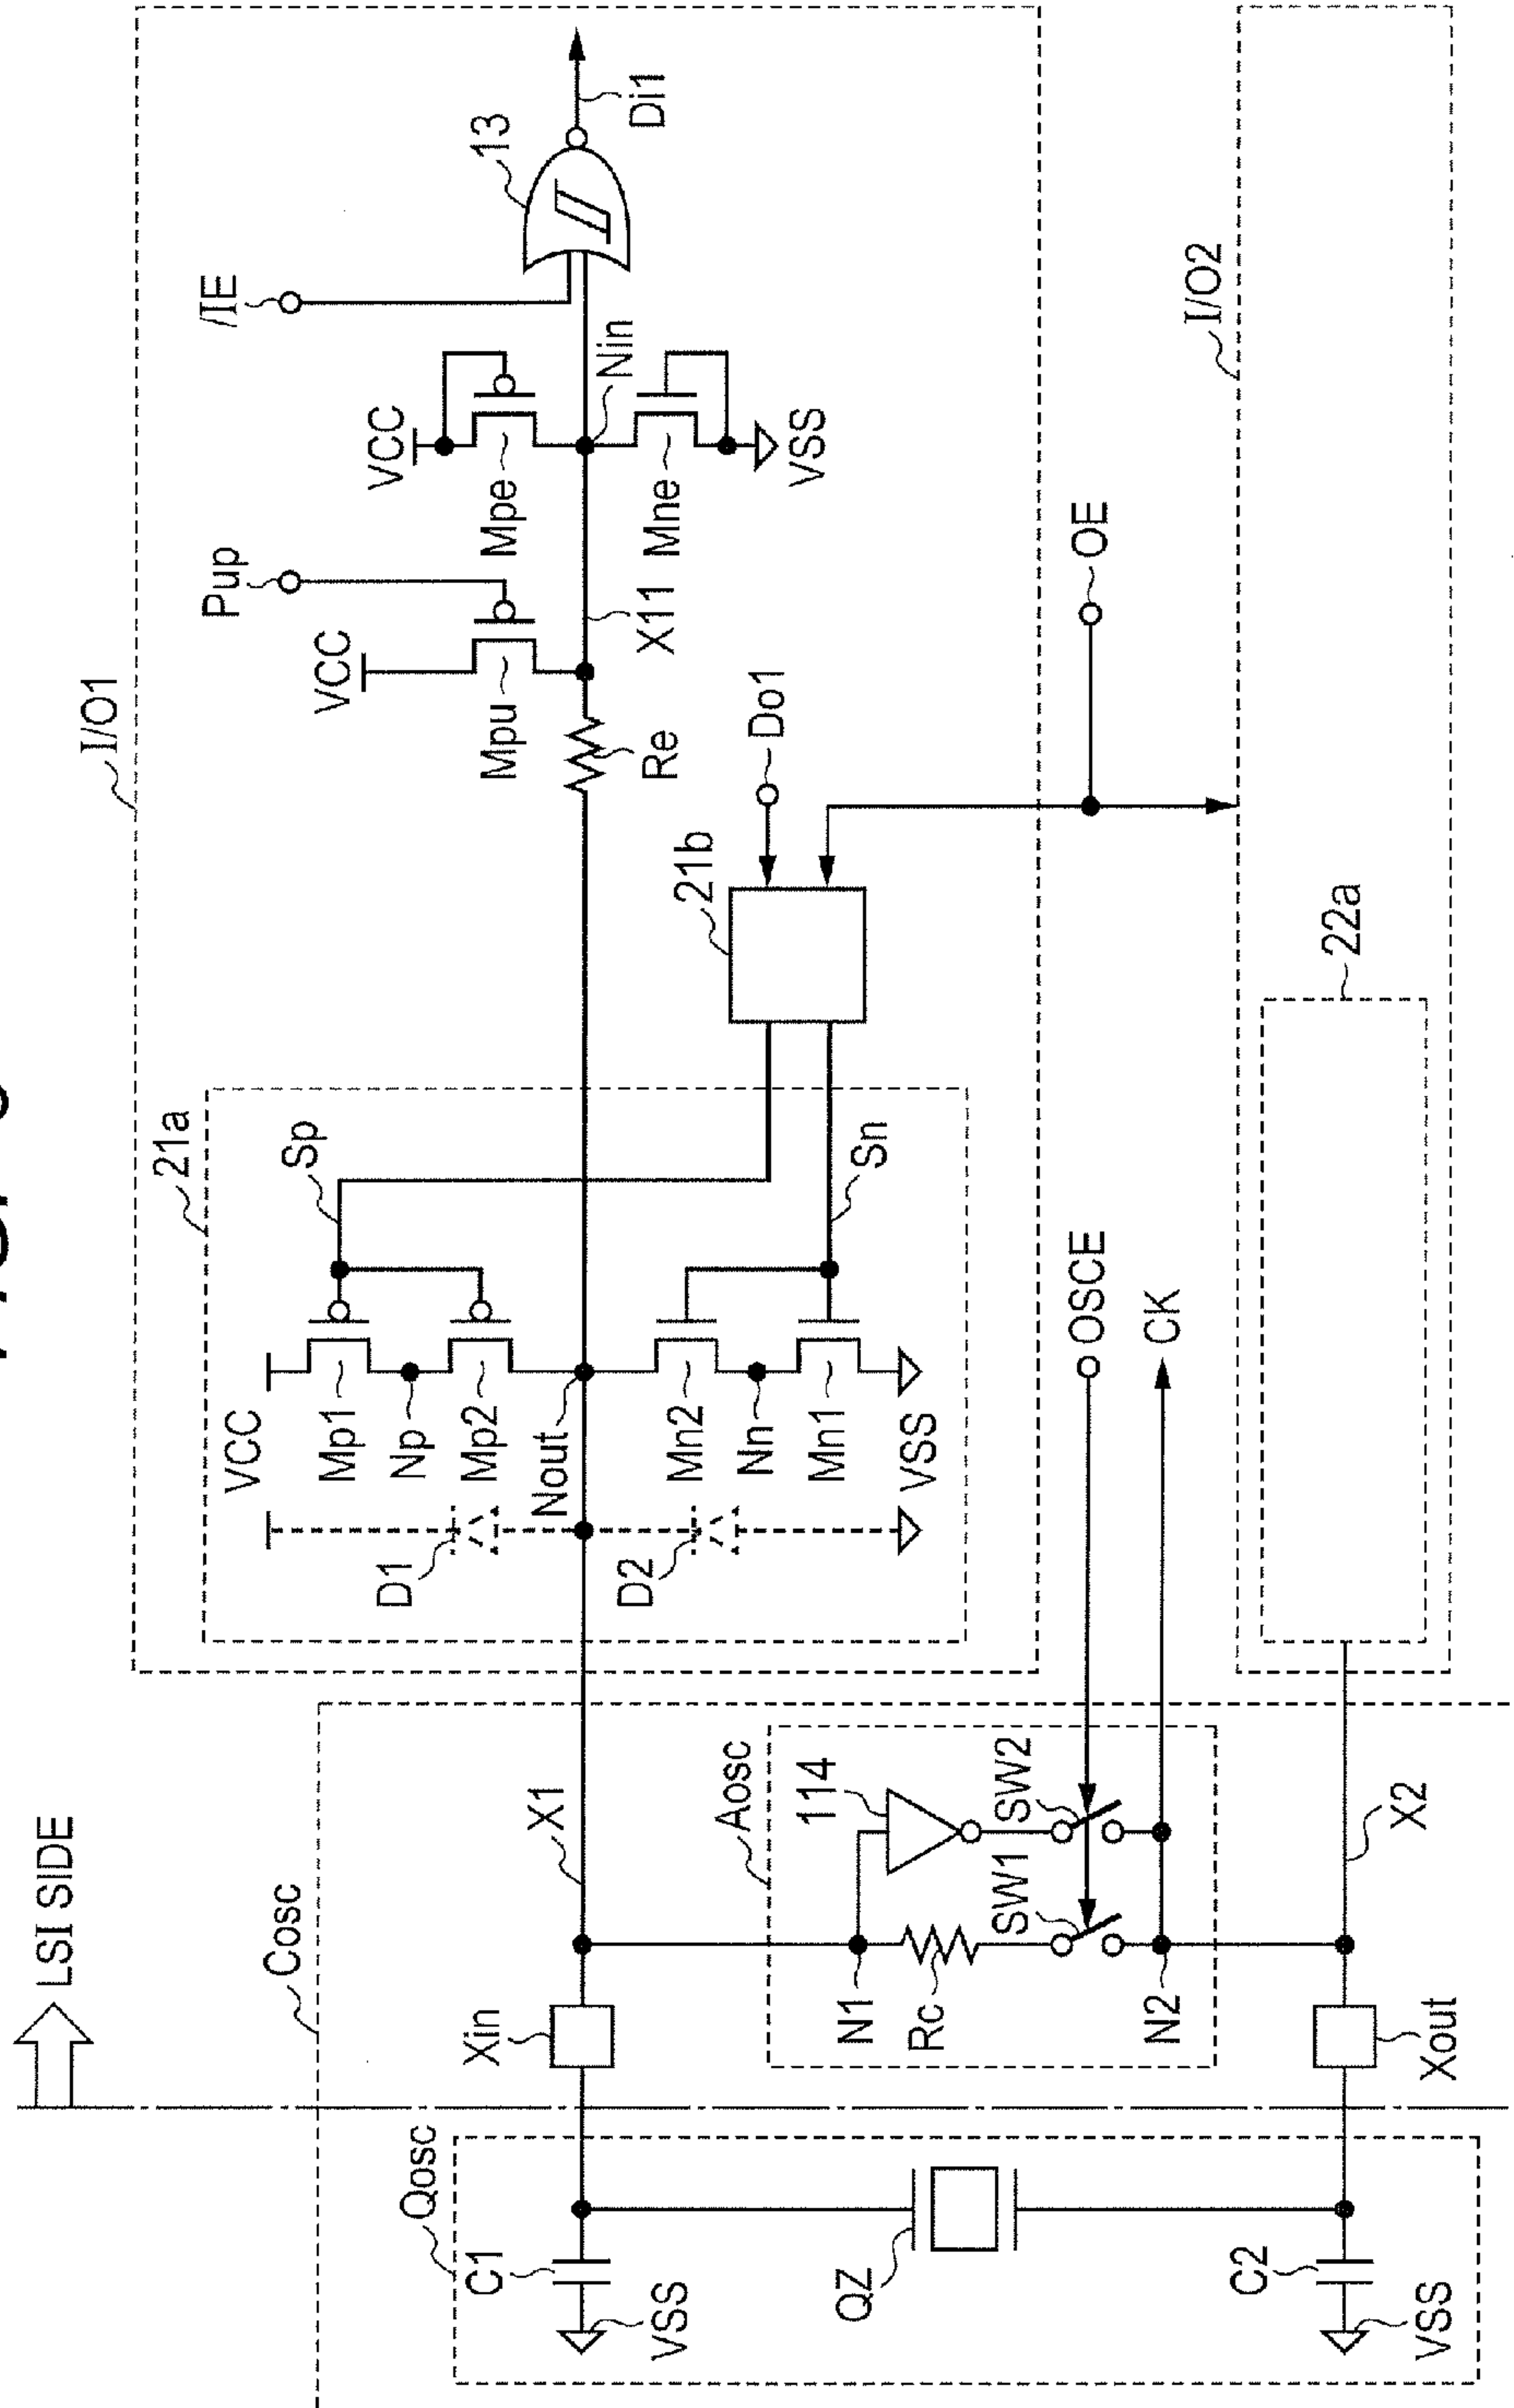 LSI SIDE
I/O1
21a
Pup
/IE
VCC
Cosc
Sp
VCC
Mp1
VCC
D1
Qosc
Np
C1
Xin
Mp2
Mpu
Mpe
13
X1
Nout
Nin
VSS
D2
Re
X11
Mne
Di1
Mn2
21b
Aosc
Nn
Do1
114
Mn1
Sn
VSS
QZ
N1
VSS
Rc
SW1
SW2
OSCE
OE
N2
CK
I/O2
C2
22a
X2
VSS
Xout